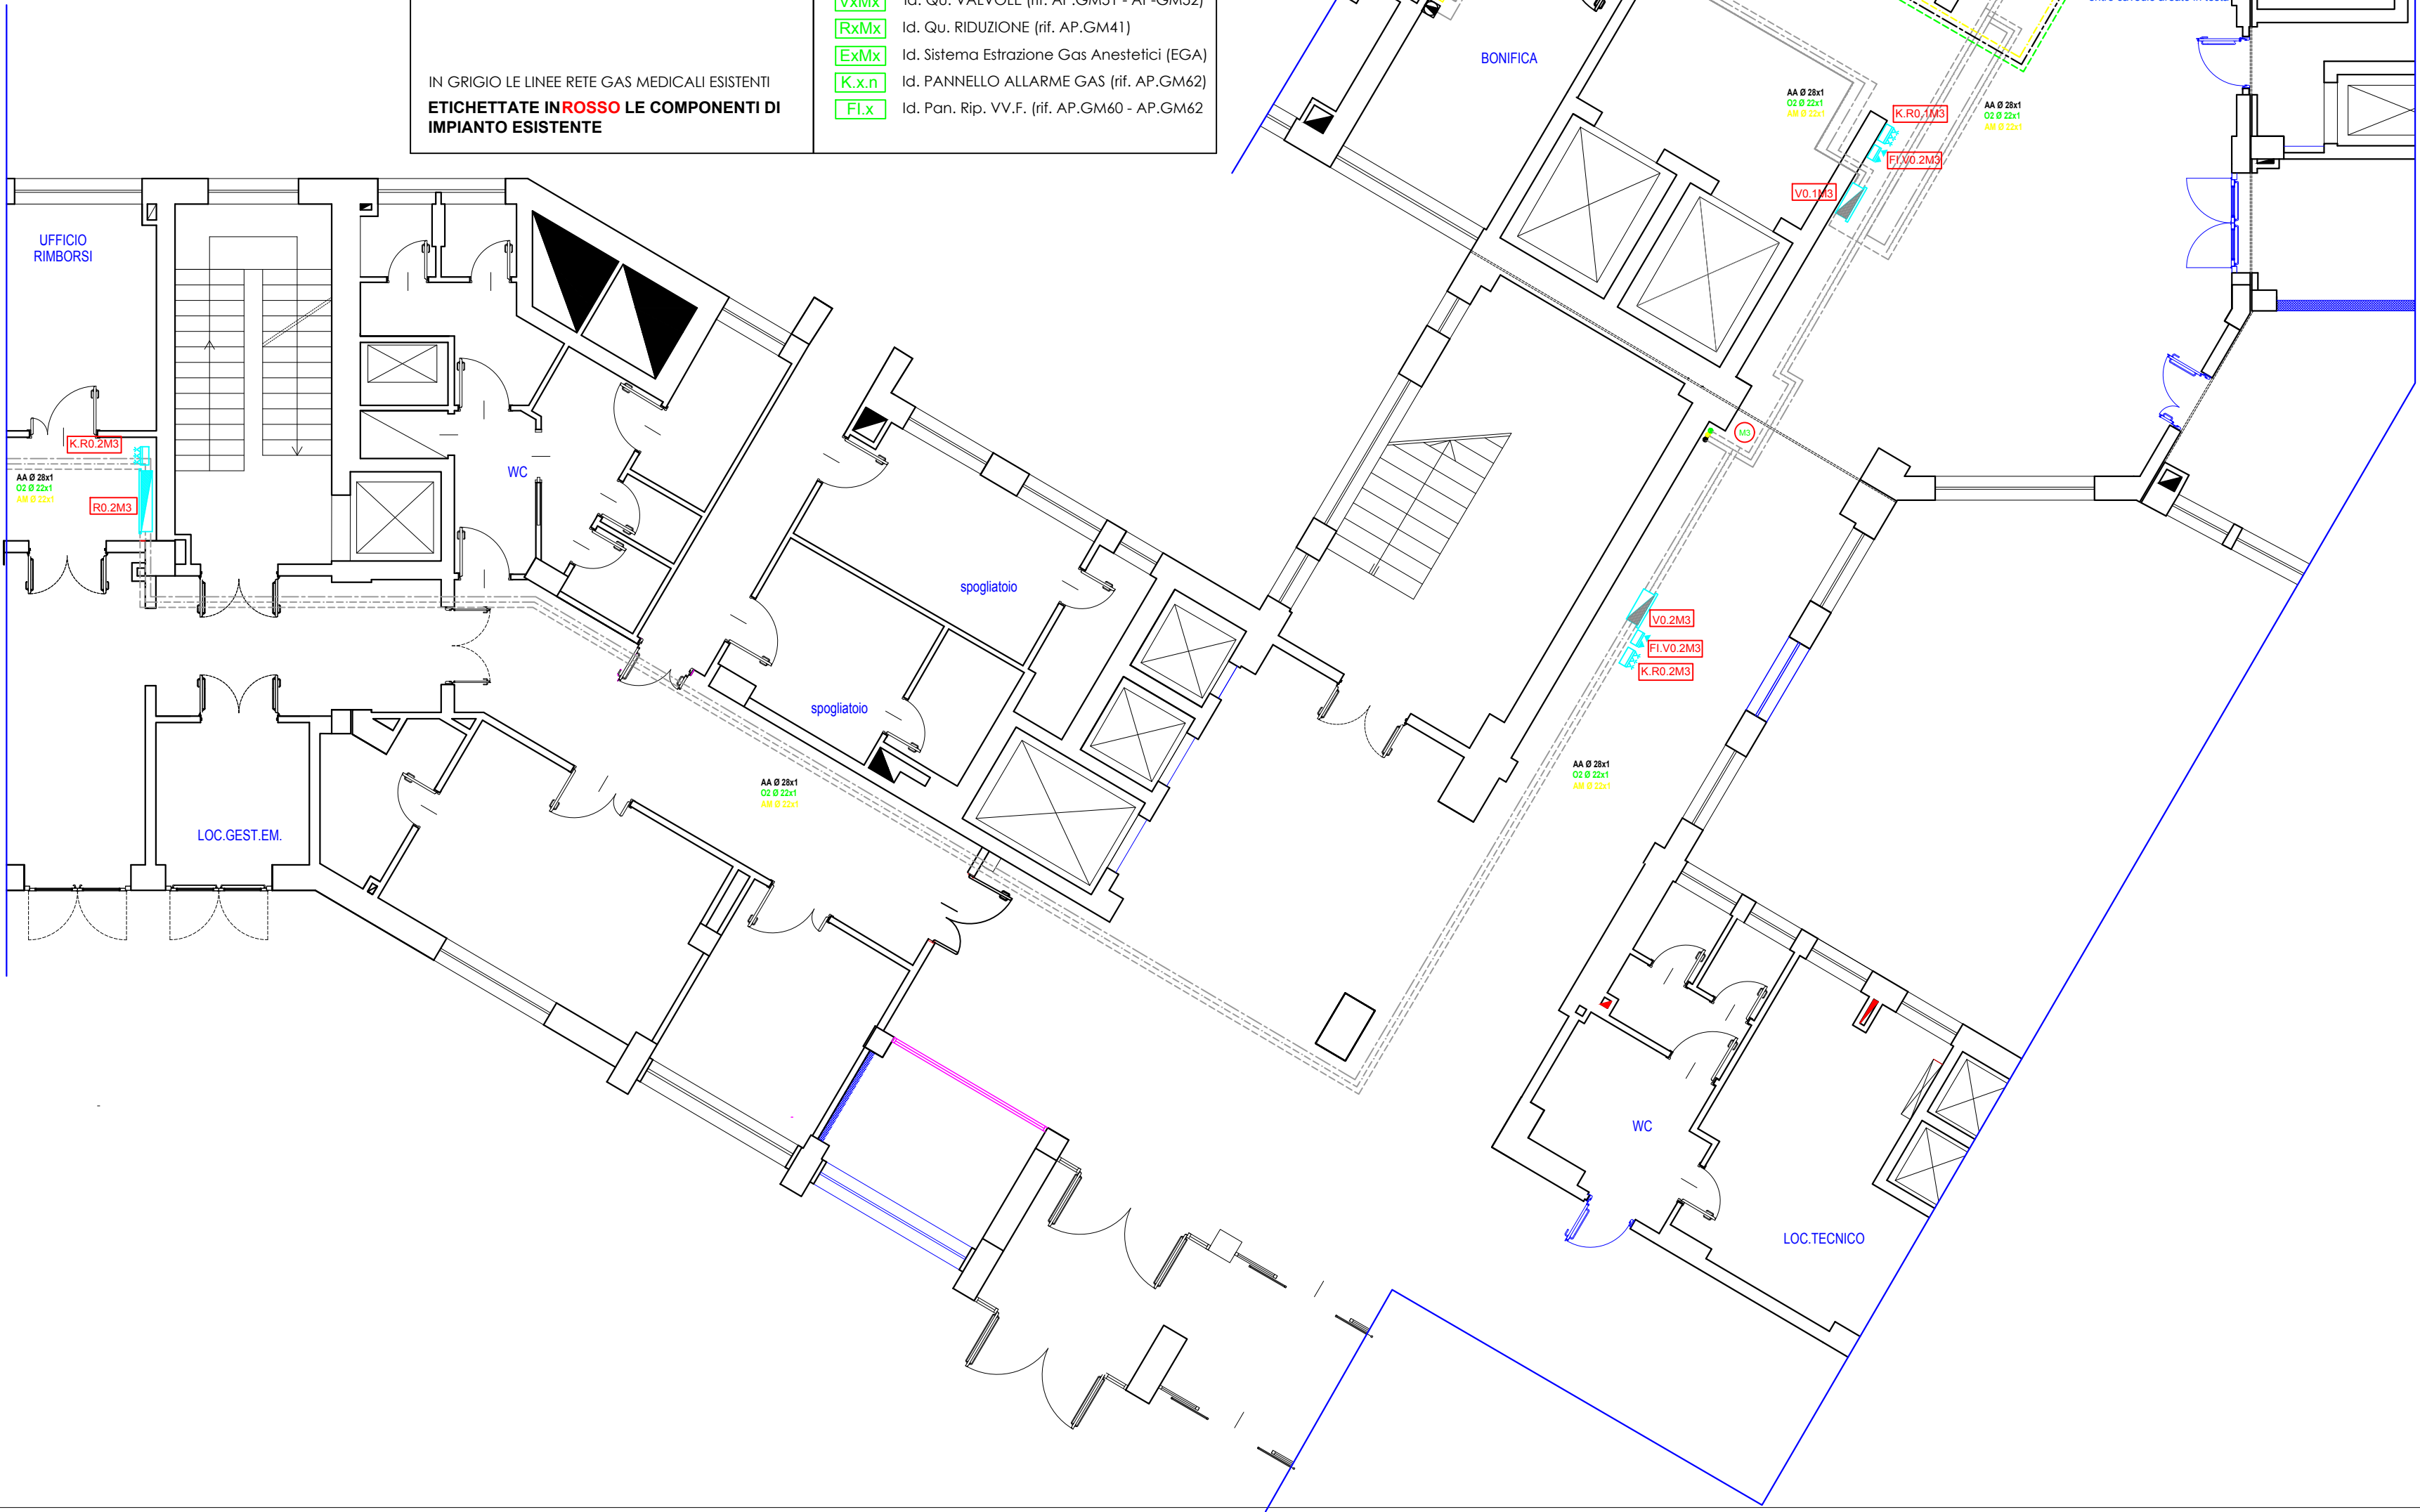 VxMx Id. Qu. VALVOLE (rif. AP.GM51 - AP-GM52)
RxMx Id. Qu. RIDUZIONE (rif. AP.GM41)
ExMx Id. Sistema Estrazione Gas Anestetici (EGA)
K.x.n Id. PANNELLO ALLARME GAS (rif. AP.GM62)
FI.x Id. Pan. Rip. VV.F. (rif. AP.GM60 - AP.GM62
IN GRIGIO LE LINEE RETE GAS MEDICALI ESISTENTI
ETICHETTATE IN ROSSO LE COMPONENTI DI
IMPIANTO ESISTENTE
BONIFICA
AA Ø 28x1
O2 Ø 22x1
AM Ø 22x1
K.R0.1M3
FI.V0.2M3
V0.1M3
AA Ø 28x1
O2 Ø 22x1
AM Ø 22x1
UFFICIO
RIMBORSI
K.R0.2M3
AA Ø 28x1
O2 Ø 22x1
AM Ø 22x1
R0.2M3
WC
M3
spogliatoio
spogliatoio
V0.2M3
FI.V0.2M3
K.R0.2M3
AA Ø 28x1
O2 Ø 22x1
AM Ø 22x1
AA Ø 28x1
O2 Ø 22x1
AM Ø 22x1
LOC.GEST.EM.
WC
LOC.TECNICO